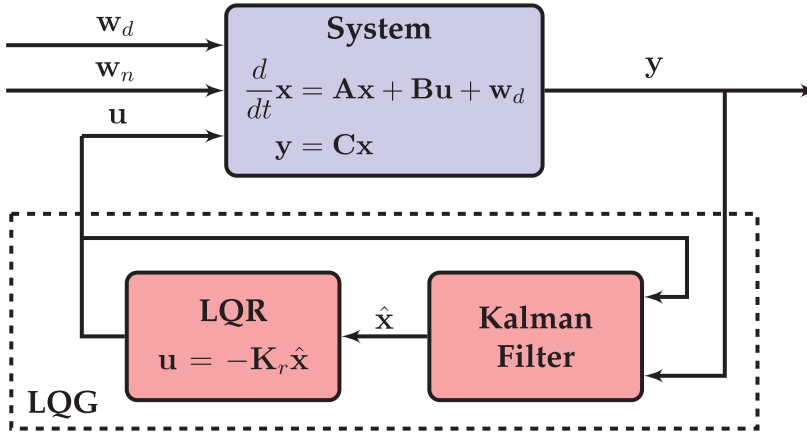 w_d
System
w_n
d/dt x = Ax + Bu + w_d
y
u
y = Cx
LQR
u = −K_r x̂
x̂
Kalman
Filter
LQG